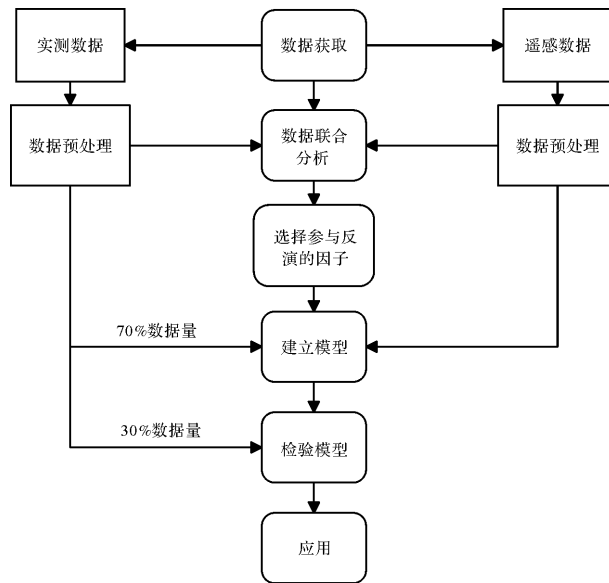 实测数据
数据获取
遥感数据
数据预处理
数据联合
分析
数据预处理
选择参与反
演的因子
70%数据量
建立模型
30%数据量
检验模型
应用